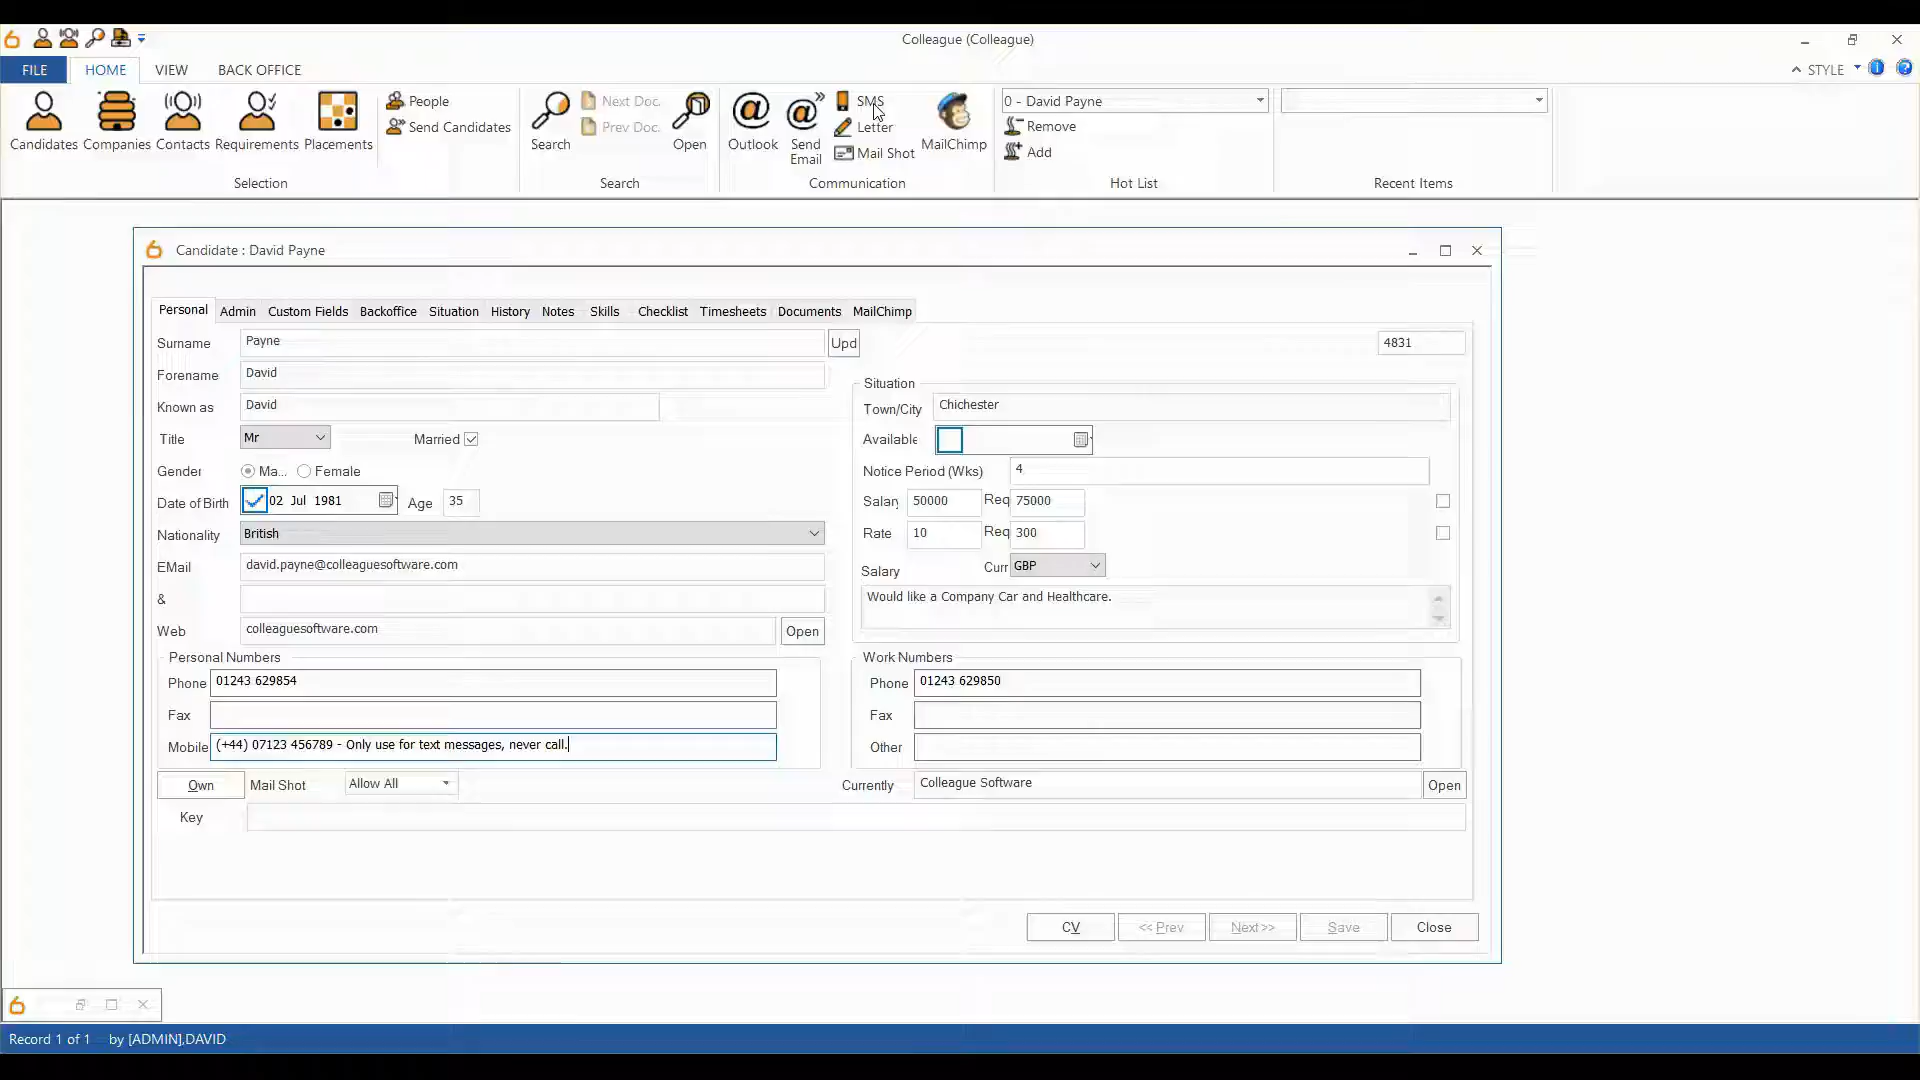 Colleague (Colleague)
FILE HOME VIEW BACK OFFICE STYLE
Candidates Companies Contacts Requirements Placements
People
Send Candidates
Selection
Search
Next Doc.
Prev Doc.
Open
Search
Outlook
Send Email
SMS
Letter
Mail Shot
MailChimp
Communication
0 - David Payne
Remove
Add
Hot List
Recent Items
Candidate : David Payne
Personal Admin Custom Fields Backoffice Situation History Notes Skills Checklist Timesheets Documents MailChimp
Surname Payne Upd 4831
Forename David
Known as David
Title Mr Married
Gender Ma... Female
Date of Birth 02 Jul 1981 Age 35
Nationality British
EMail david.payne@colleaguesoftware.com
&
Web colleaguesoftware.com Open
Situation
Town/City Chichester
Available
Notice Period (Wks) 4
Salary 50000 Req 75000
Rate 10 Req 300
Salary Curr GBP
Would like a Company Car and Healthcare.
Personal Numbers
Phone 01243 629854
Fax
Mobile (+44) 07123 456789 - Only use for text messages, never call.
Work Numbers
Phone 01243 629850
Fax
Other
Own Mail Shot Allow All Currently Colleague Software Open
Key
CV << Prev Next >> Save Close
Record 1 of 1 by [ADMIN],DAVID